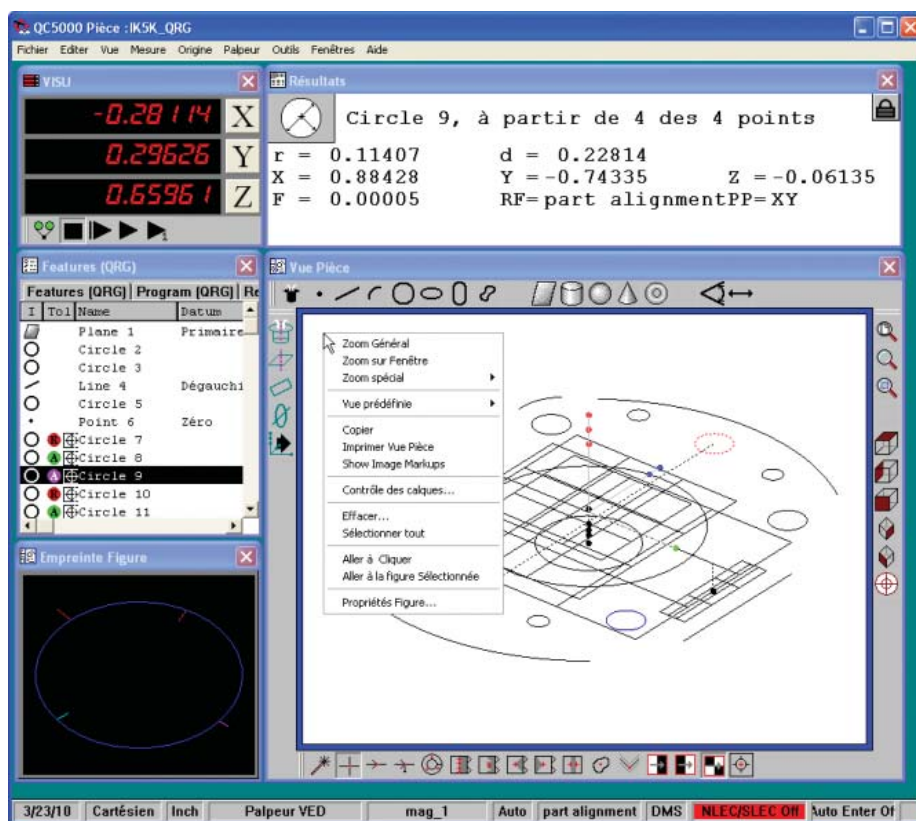 QC5000 Pièce :IK5K_QRG
Fichier Editer Vue Mesure Origine Palpeur Outils Fenêtres Aide
VISU
-0.28114 X
0.29626 Y
0.65961 Z
1
Résultats
Circle 9, à partir de 4 des 4 points
r = 0.11407 d = 0.22814
X = 0.88428 Y =-0.74335 Z =-0.06135
F = 0.00005 RF=part alignmentPP=XY
Features (QRG)
Features (QRG) Program (QRG) Re
I Tol Name Datum
Plane 1 Primaire
Circle 2
Circle 3
Line 4 Dégauchi
Circle 5
Point 6 Zéro
R Circle 7
A Circle 8
A Circle 9
R Circle 10
A Circle 11
Empreinte Figure
Vue Pièce
Zoom Général
Zoom sur Fenêtre
Zoom spécial
Vue prédéfinie
Copier
Imprimer Vue Pièce
Show Image Markups
Contrôle des calques...
Effacer...
Sélectionner tout
Aller à Cliquer
Aller à la figure Sélectionnée
Propriétés Figure...
3/23/10 Cartésien Inch Palpeur VED mag_1 Auto part alignment DMS NLEC/SLEC Off Auto Enter Of